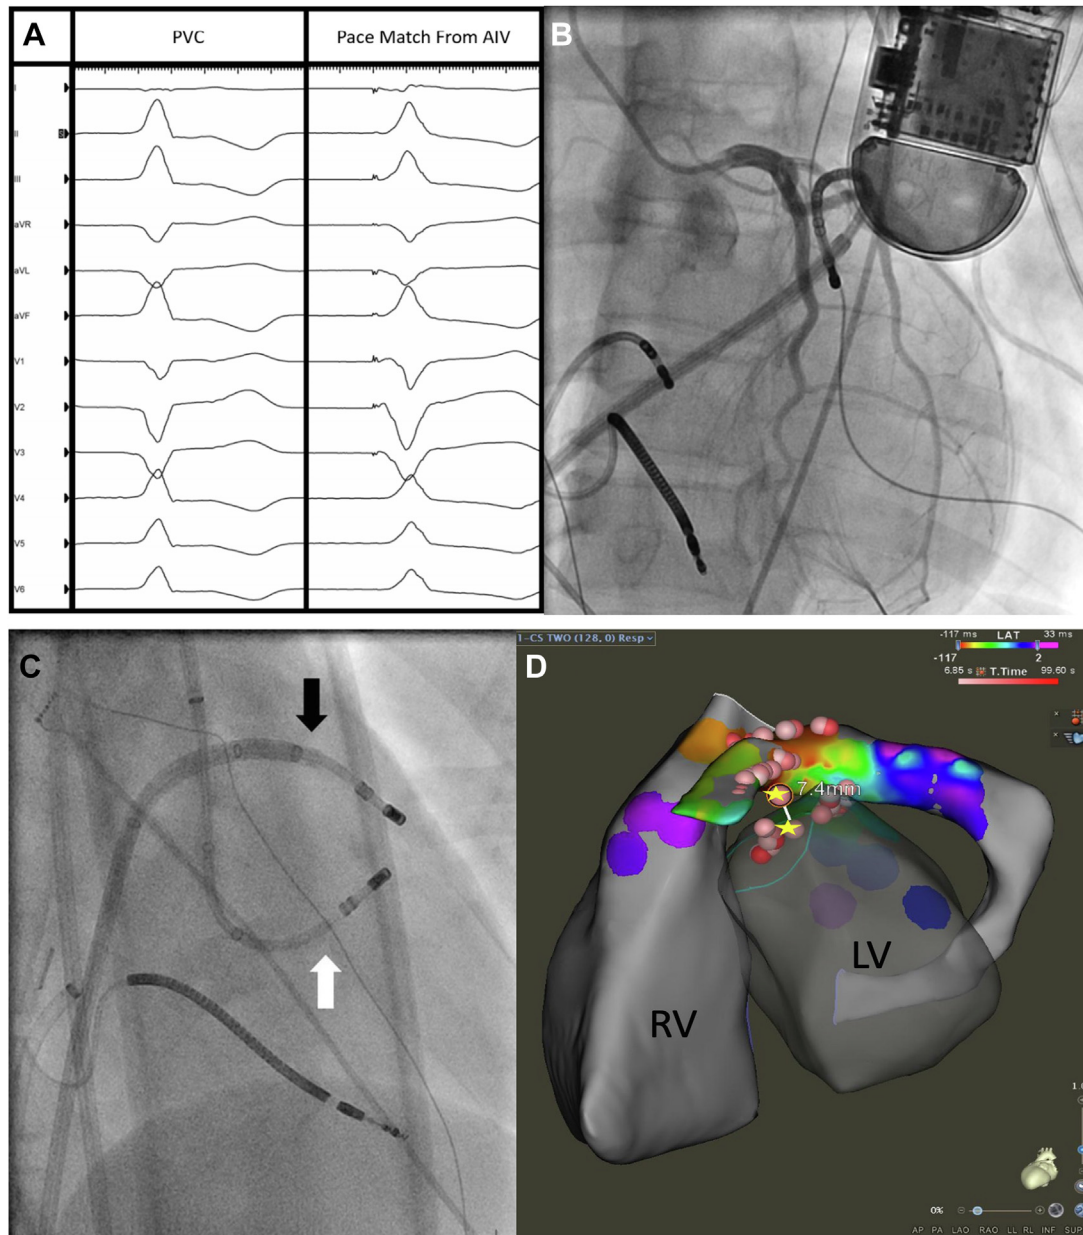 A
PVC
Pace Match From AIV
I
II
III
aVR
aVL
aVF
V1
V2
V3
V4
V5
V6
B
C
1-CS TWO (128, 0) Resp
D
-117 ms LAT 33 ms
-117 2
6.85 s T.Time 99.60 s
7.4mm
LV
RV
0%
AP PA LAO RAO LL RL INF SUP